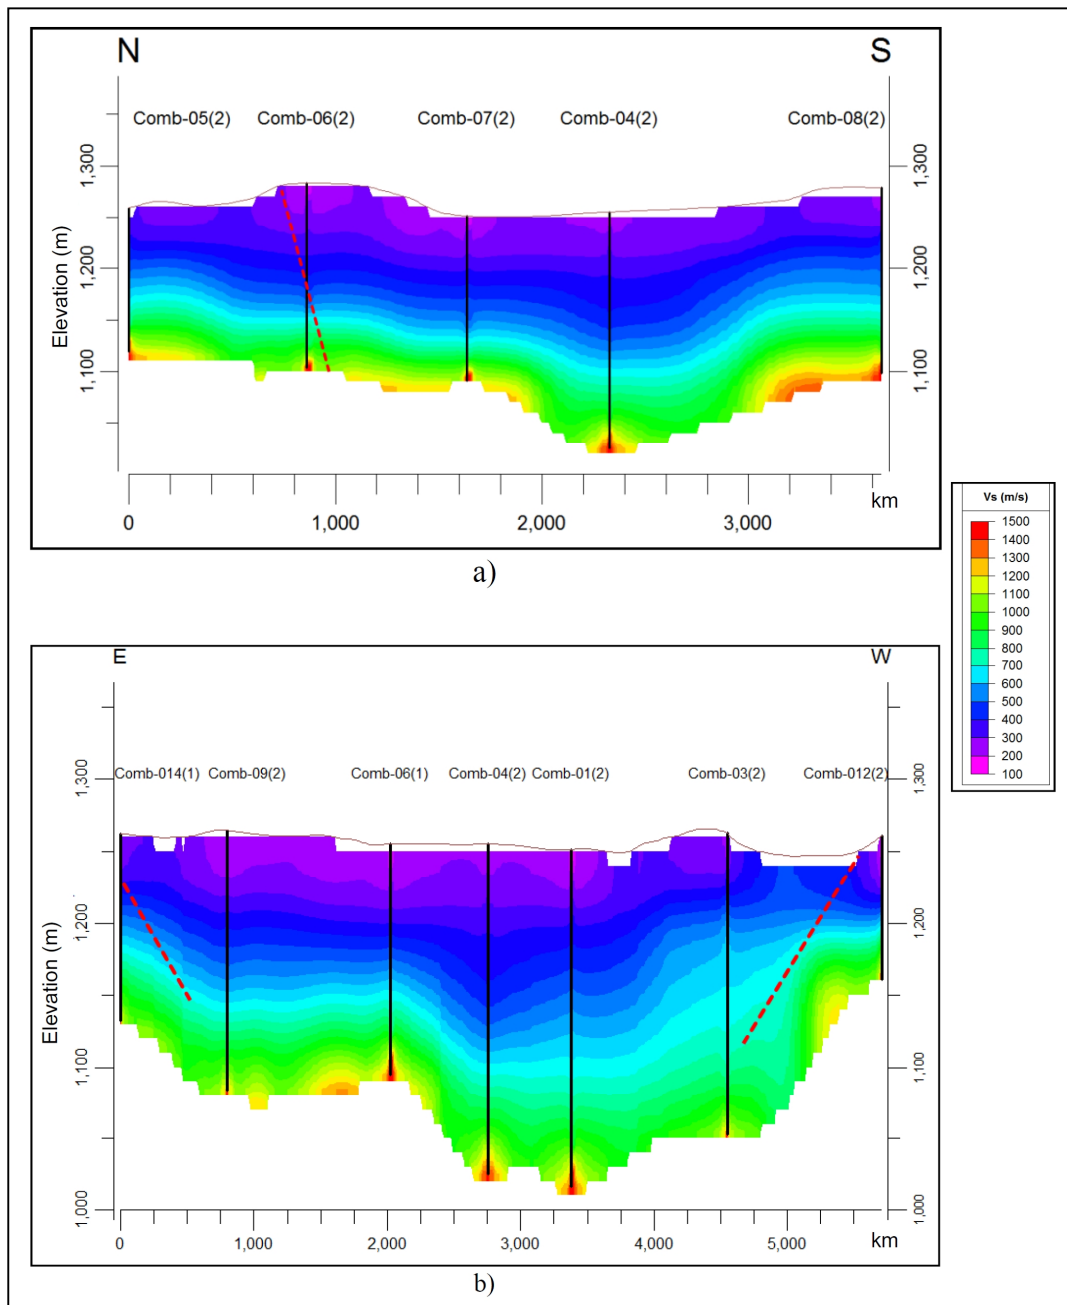 N S
Comb-05(2) Comb-06(2) Comb-07(2) Comb-04(2) Comb-08(2)
1,300 1,300
1,200 1,200
1,100 1,100
Elevation (m)
km
0 1,000 2,000 3,000
a)
Vs (m/s)
1500
1400
1300
1200
1100
1000
900
800
700
600
500
400
300
200
100
E W
Comb-014(1) Comb-09(2) Comb-06(1) Comb-04(2) Comb-01(2) Comb-03(2) Comb-012(2)
1,300 1,300
1,200 1,200
1,100 1,100
1,000 1,000
Elevation (m)
0 1,000 2,000 3,000 4,000 5,000 km
b)